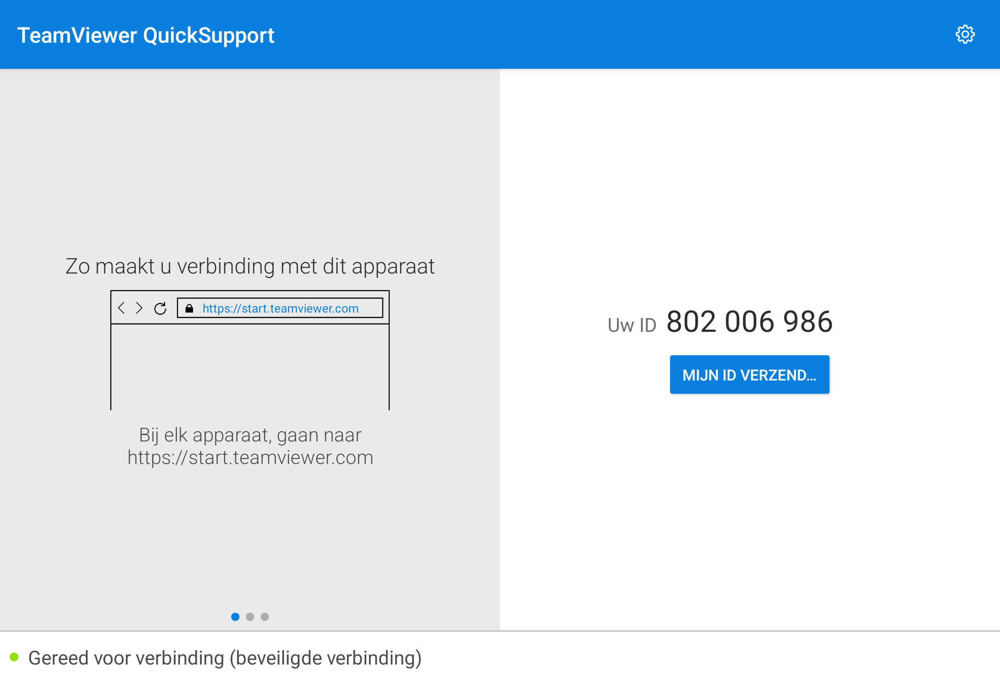 TeamViewer QuickSupport
Zo maakt u verbinding met dit apparaat
https://start.teamviewer.com
Bij elk apparaat, gaan naar
https://start.teamviewer.com
Uw ID 802 006 986
MIJN ID VERZEND...
Gereed voor verbinding (beveiligde verbinding)